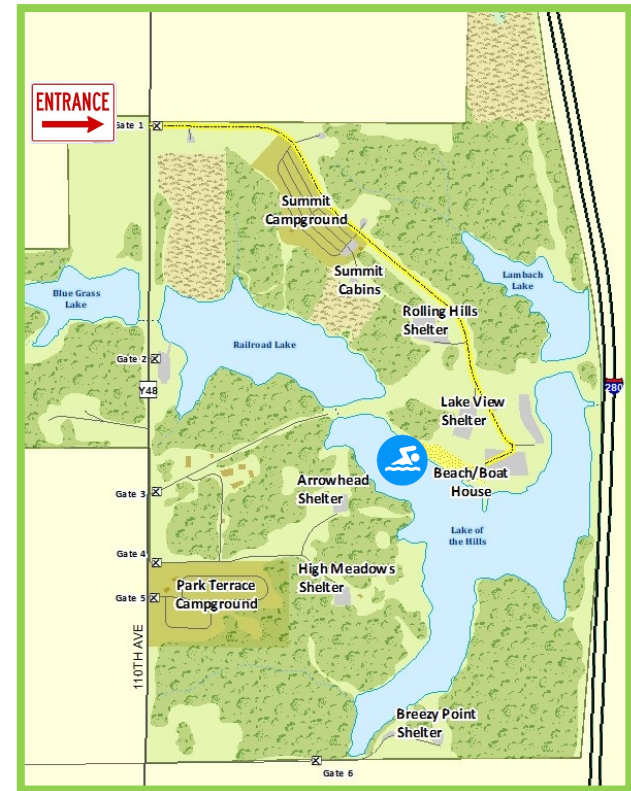 ENTRANCE
Gate 1
Summit
Campground
Summit
Cabins
Lambach
Lake
Blue Grass
Lake
Rolling Hills
Shelter
Railroad Lake
Gate 2
Y48
280
Lake View
Shelter
Beach/Boat
House
Arrowhead
Shelter
Gate 3
Lake of
the Hills
Gate 4
High Meadows
Shelter
Park Terrace
Campground
Gate 5
110TH AVE
Breezy Point
Shelter
Gate 6